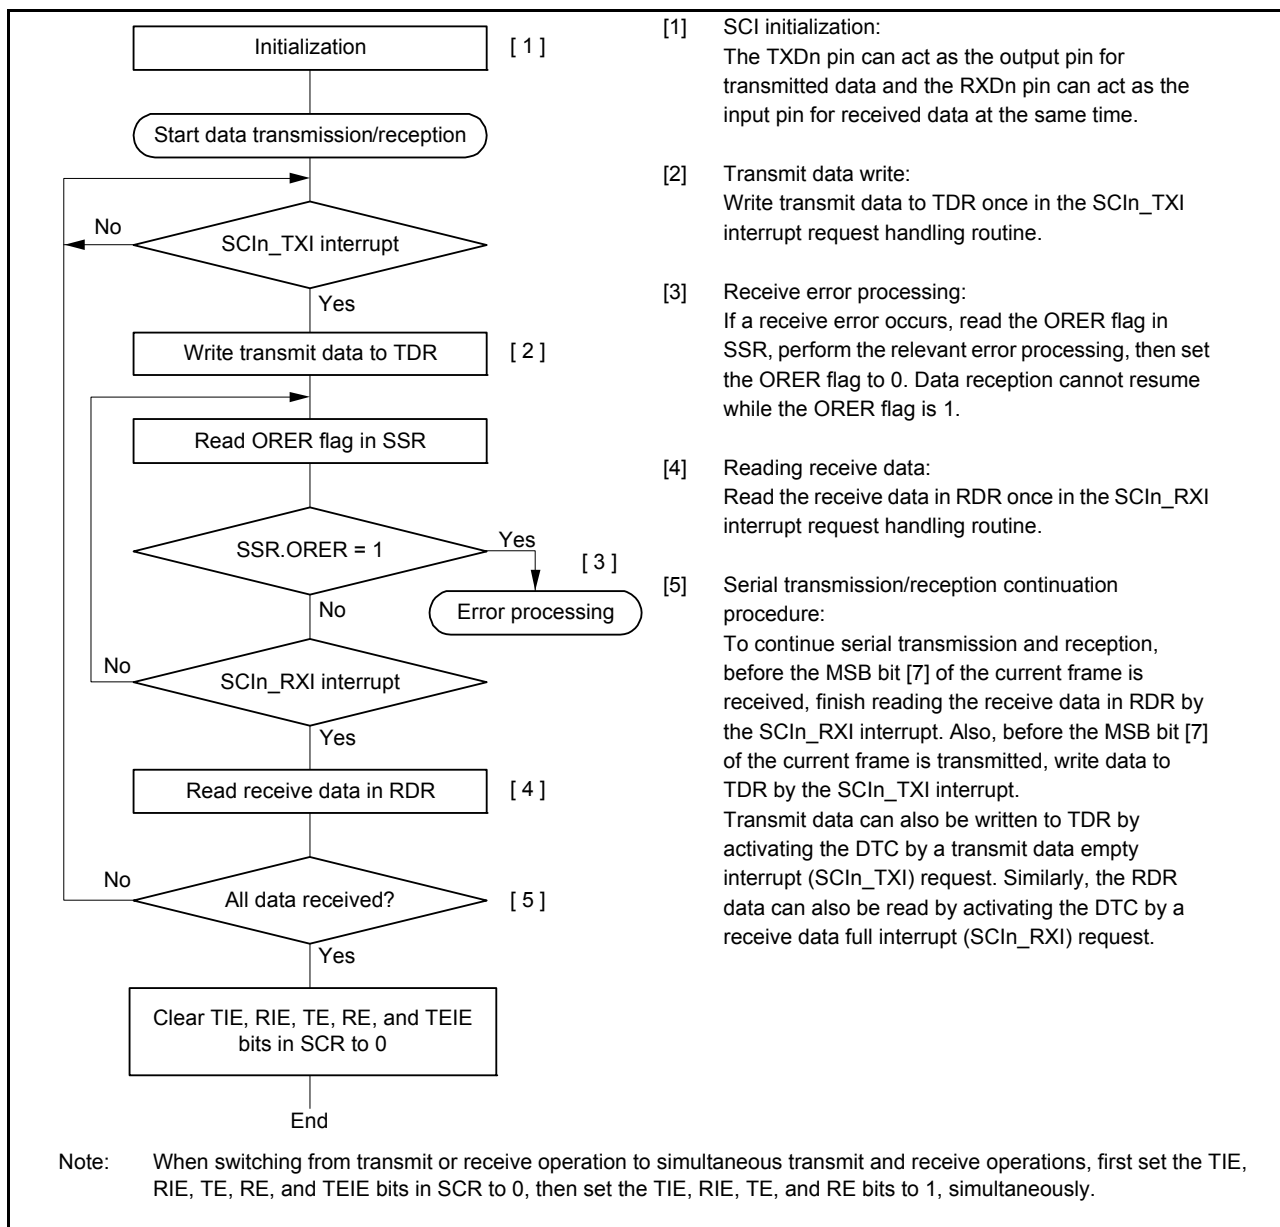 Initialization
[ 1 ]
Start data transmission/reception
No
SCIn_TXI interrupt
Yes
Write transmit data to TDR
[ 2 ]
Read ORER flag in SSR
SSR.ORER = 1
Yes
[ 3 ]
Error processing
No
No
SCIn_RXI interrupt
Yes
Read receive data in RDR
[ 4 ]
No
All data received?
[ 5 ]
Yes
Clear TIE, RIE, TE, RE, and TEIE
bits in SCR to 0
End
[1] SCI initialization:
The TXDn pin can act as the output pin for
transmitted data and the RXDn pin can act as the
input pin for received data at the same time.
[2] Transmit data write:
Write transmit data to TDR once in the SCIn_TXI
interrupt request handling routine.
[3] Receive error processing:
If a receive error occurs, read the ORER flag in
SSR, perform the relevant error processing, then set
the ORER flag to 0. Data reception cannot resume
while the ORER flag is 1.
[4] Reading receive data:
Read the receive data in RDR once in the SCIn_RXI
interrupt request handling routine.
[5] Serial transmission/reception continuation
procedure:
To continue serial transmission and reception,
before the MSB bit [7] of the current frame is
received, finish reading the receive data in RDR by
the SCIn_RXI interrupt. Also, before the MSB bit [7]
of the current frame is transmitted, write data to
TDR by the SCIn_TXI interrupt.
Transmit data can also be written to TDR by
activating the DTC by a transmit data empty
interrupt (SCIn_TXI) request. Similarly, the RDR
data can also be read by activating the DTC by a
receive data full interrupt (SCIn_RXI) request.
Note: When switching from transmit or receive operation to simultaneous transmit and receive operations, first set the TIE,
RIE, TE, RE, and TEIE bits in SCR to 0, then set the TIE, RIE, TE, and RE bits to 1, simultaneously.